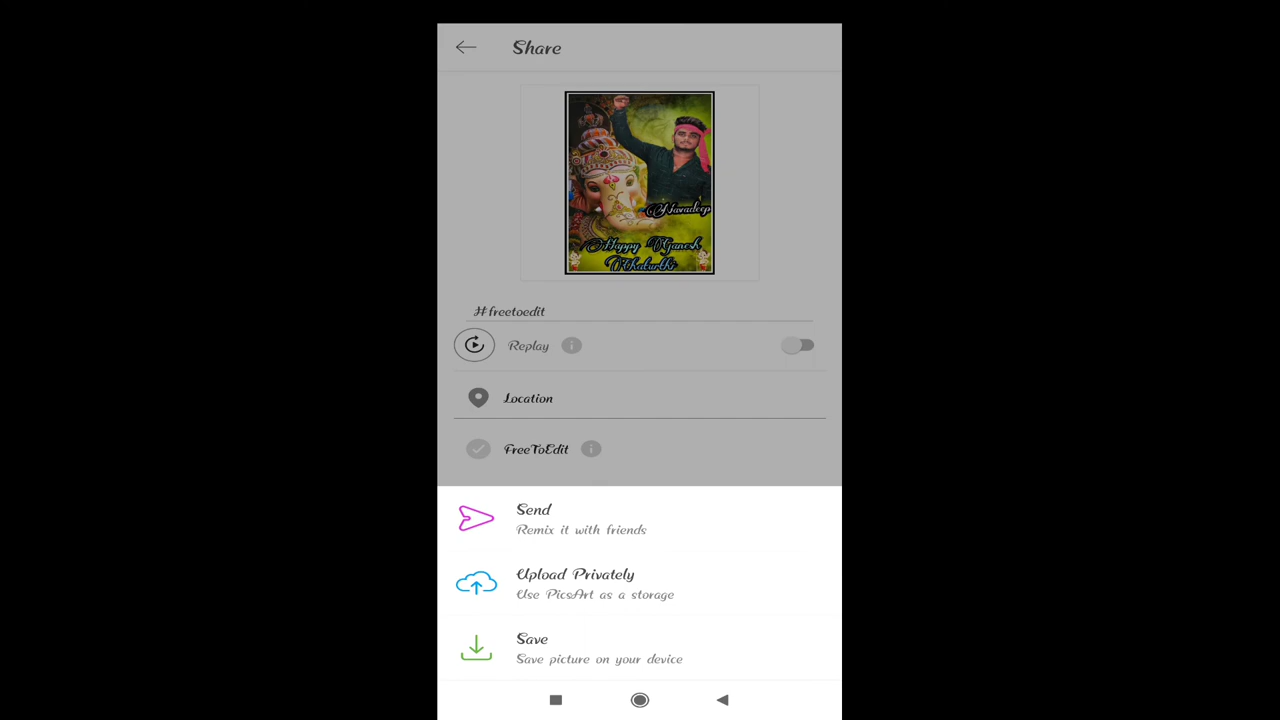 Share
Navadeep
Happy Ganesh
Chaturthi
#freetoedit
Replay
Location
FreeToEdit
Send
Remix it with friends
Upload Privately
Use PicsArt as a storage
Save
Save picture on your device